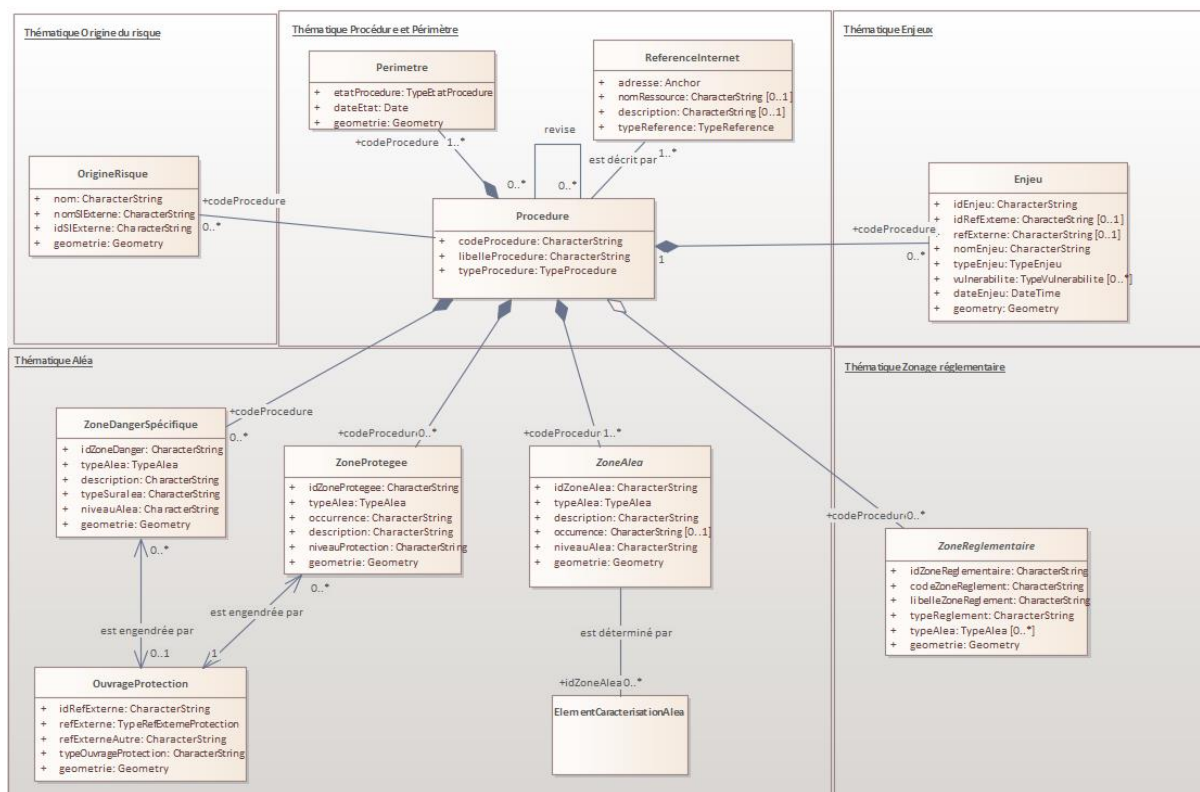 Thématique Origine du risque
Thématique Procédure et Périmètre
Thématique Enjeux
Perimetre
+ etatProcedure: TypeEtatProcedure
+ dateEtat: Date
+ geometrie: Geometry
ReferenceInternet
+ adresse: Anchor
+ nomRessource: CharacterString [0..1]
+ description: CharacterString [0..1]
+ typeReference: TypeReference
+codeProcedure 1..*
revise
0..*
0..*
est décrit par
1..*
OrigineRisque
+ nom: CharacterString
+ nomSIExterne: CharacterString
+ idSIExterne: CharacterString
+ geometrie: Geometry
+codeProcedure
0..*
Procedure
+ codeProcedure: CharacterString
+ libelleProcedure: CharacterString
+ typeProcedure: TypeProcedure
1
+codeProcedure
0..*
Enjeu
+ idEnjeu: CharacterString
+ idRefExterne: CharacterString [0..1]
+ refExterne: CharacterString [0..1]
+ nomEnjeu: CharacterString
+ typeEnjeu: TypeEnjeu
+ vulnerabilite: TypeVulnerabilite [0..*]
+ dateEnjeu: DateTime
+ geometry: Geometry
Thématique Aléa
Thématique Zonage réglementaire
+codeProcedure
0..*
ZoneDangerSpécifique
+ idZoneDanger: CharacterString
+ typeAlea: TypeAlea
+ description: CharacterString
+ typeSuralea: CharacterString
+ niveauAlea: CharacterString
+ geometrie: Geometry
+codeProcedure 0..*
ZoneProtegee
+ idZoneProtegee: CharacterString
+ typeAlea: TypeAlea
+ occurrence: CharacterString
+ description: CharacterString
+ niveauProtection: CharacterString
+ geometrie: Geometry
+codeProcedur 1..*
ZoneAlea
+ idZoneAlea: CharacterString
+ typeAlea: TypeAlea
+ description: CharacterString
+ occurrence: CharacterString [0..1]
+ niveauAlea: CharacterString
+ geometrie: Geometry
+codeProcedure 0..*
ZoneReglementaire
+ idZoneReglementaire: CharacterString
+ codeZoneReglement: CharacterString
+ libelleZoneReglement: CharacterString
+ typeReglement: CharacterString
+ typeAlea: TypeAlea [0..*]
+ geometrie: Geometry
0..*
est engendrée par
0..1
0..*
est engendrée par
1
est déterminé par
+idZoneAlea 0..*
OuvrageProtection
+ idRefExterne: CharacterString
+ refExterne: TypeRefExterneProtection
+ refExterneAutre: CharacterString
+ typeOuvrageProtection: CharacterString
+ geometrie: Geometry
ElementCaracterisationAlea